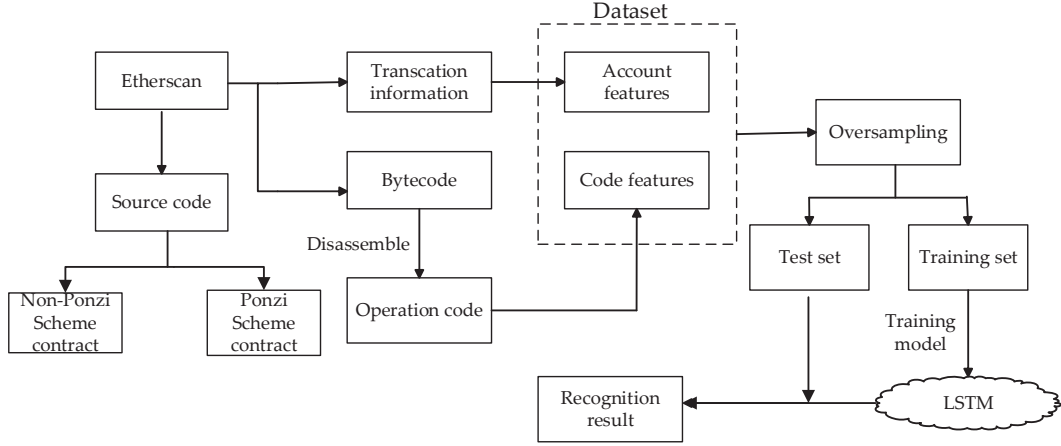 Dataset
Etherscan
Transcation
information
Account
features
Oversampling
Source code
Bytecode
Code features
Disassemble
Test set
Training set
Non-Ponzi
Scheme
contract
Ponzi
Scheme
contract
Operation code
Training
model
Recognition
result
LSTM